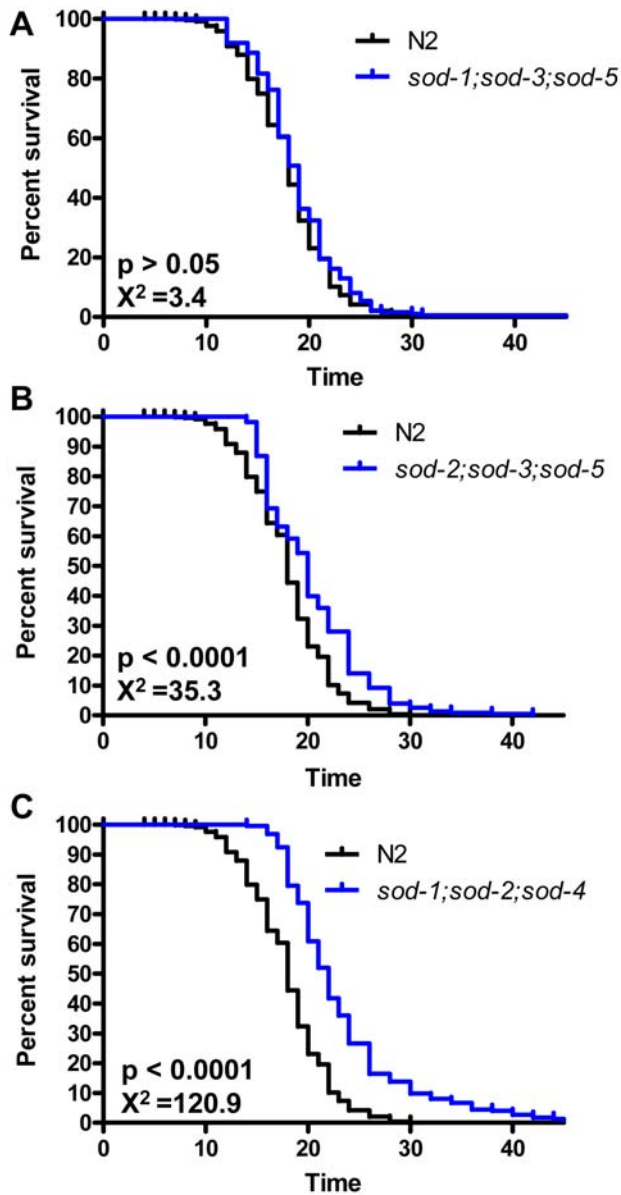 A
100
80
60
40
20
0
Percent survival
N2
sod-1;sod-3;sod-5
p > 0.05
X² =3.4
0 10 20 30 40
Time
B
100
90
80
70
60
50
40
30
20
10
0
Percent survival
N2
sod-2;sod-3;sod-5
p < 0.0001
X² =35.3
0 10 20 30 40
Time
C
100
90
80
70
60
50
40
30
20
10
0
Percent survival
N2
sod-1;sod-2;sod-4
p < 0.0001
X² =120.9
0 10 20 30 40
Time